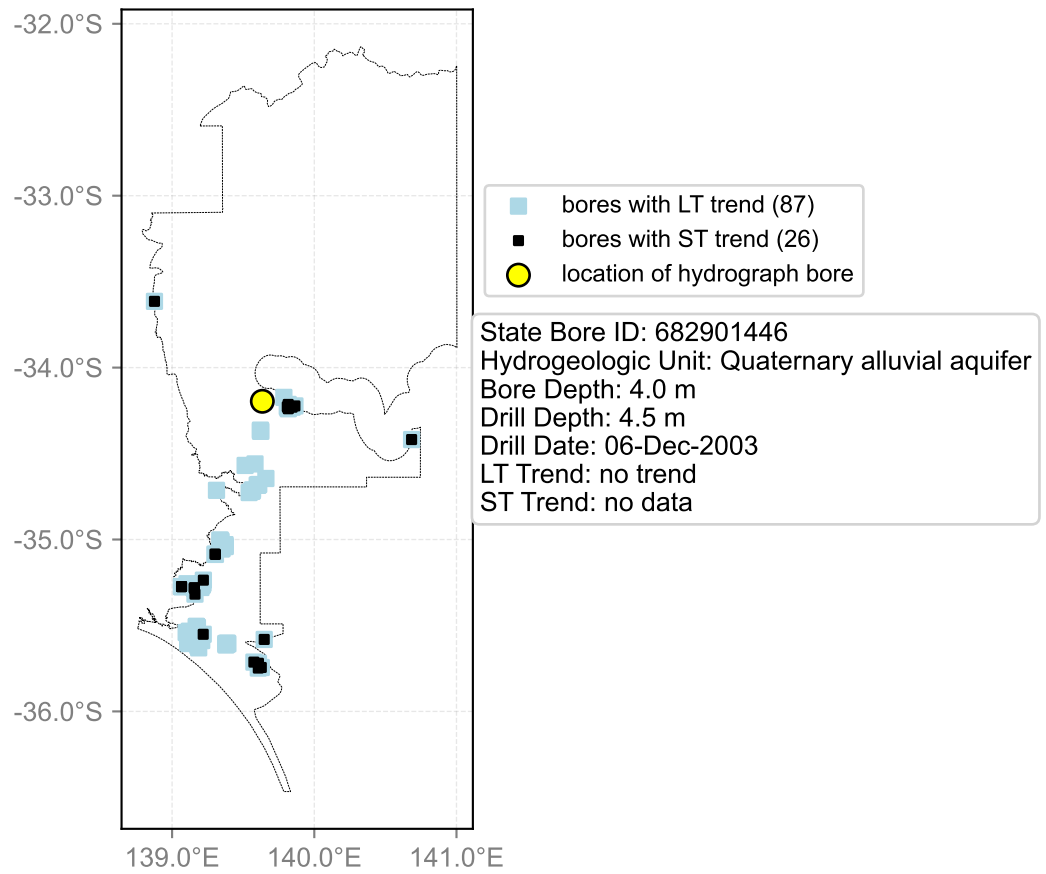 -32.0°S
-33.0°S
-34.0°S
-35.0°S
-36.0°S
139.0°E 140.0°E 141.0°E
bores with LT trend (87)
bores with ST trend (26)
location of hydrograph bore
State Bore ID: 682901446
Hydrogeologic Unit: Quaternary alluvial aquifer
Bore Depth: 4.0 m
Drill Depth: 4.5 m
Drill Date: 06-Dec-2003
LT Trend: no trend
ST Trend: no data